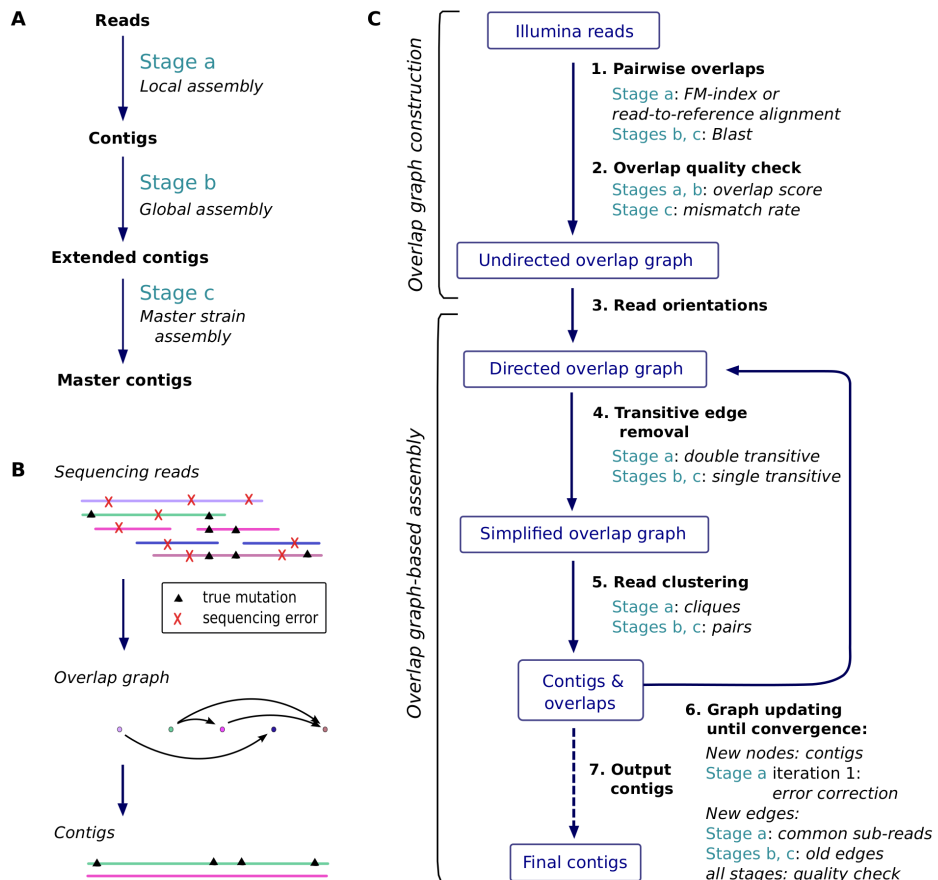 A
Reads
Stage a
Local assembly
Contigs
Stage b
Global assembly
Extended contigs
Stage c
Master strain
assembly
Master contigs
B
Sequencing reads
true mutation
sequencing error
Overlap graph
Contigs
C
Overlap graph construction
Illumina reads
1. Pairwise overlaps
Stage a: FM-index or
read-to-reference alignment
Stages b, c: Blast
2. Overlap quality check
Stages a, b: overlap score
Stage c: mismatch rate
Undirected overlap graph
Overlap graph-based assembly
3. Read orientations
Directed overlap graph
4. Transitive edge
removal
Stage a: double transitive
Stages b, c: single transitive
Simplified overlap graph
5. Read clustering
Stage a: cliques
Stages b, c: pairs
Contigs &
overlaps
6. Graph updating
until convergence:
New nodes: contigs
Stage a iteration 1:
error correction
New edges:
Stage a: common sub-reads
Stages b, c: old edges
all stages: quality check
7. Output
contigs
Final contigs